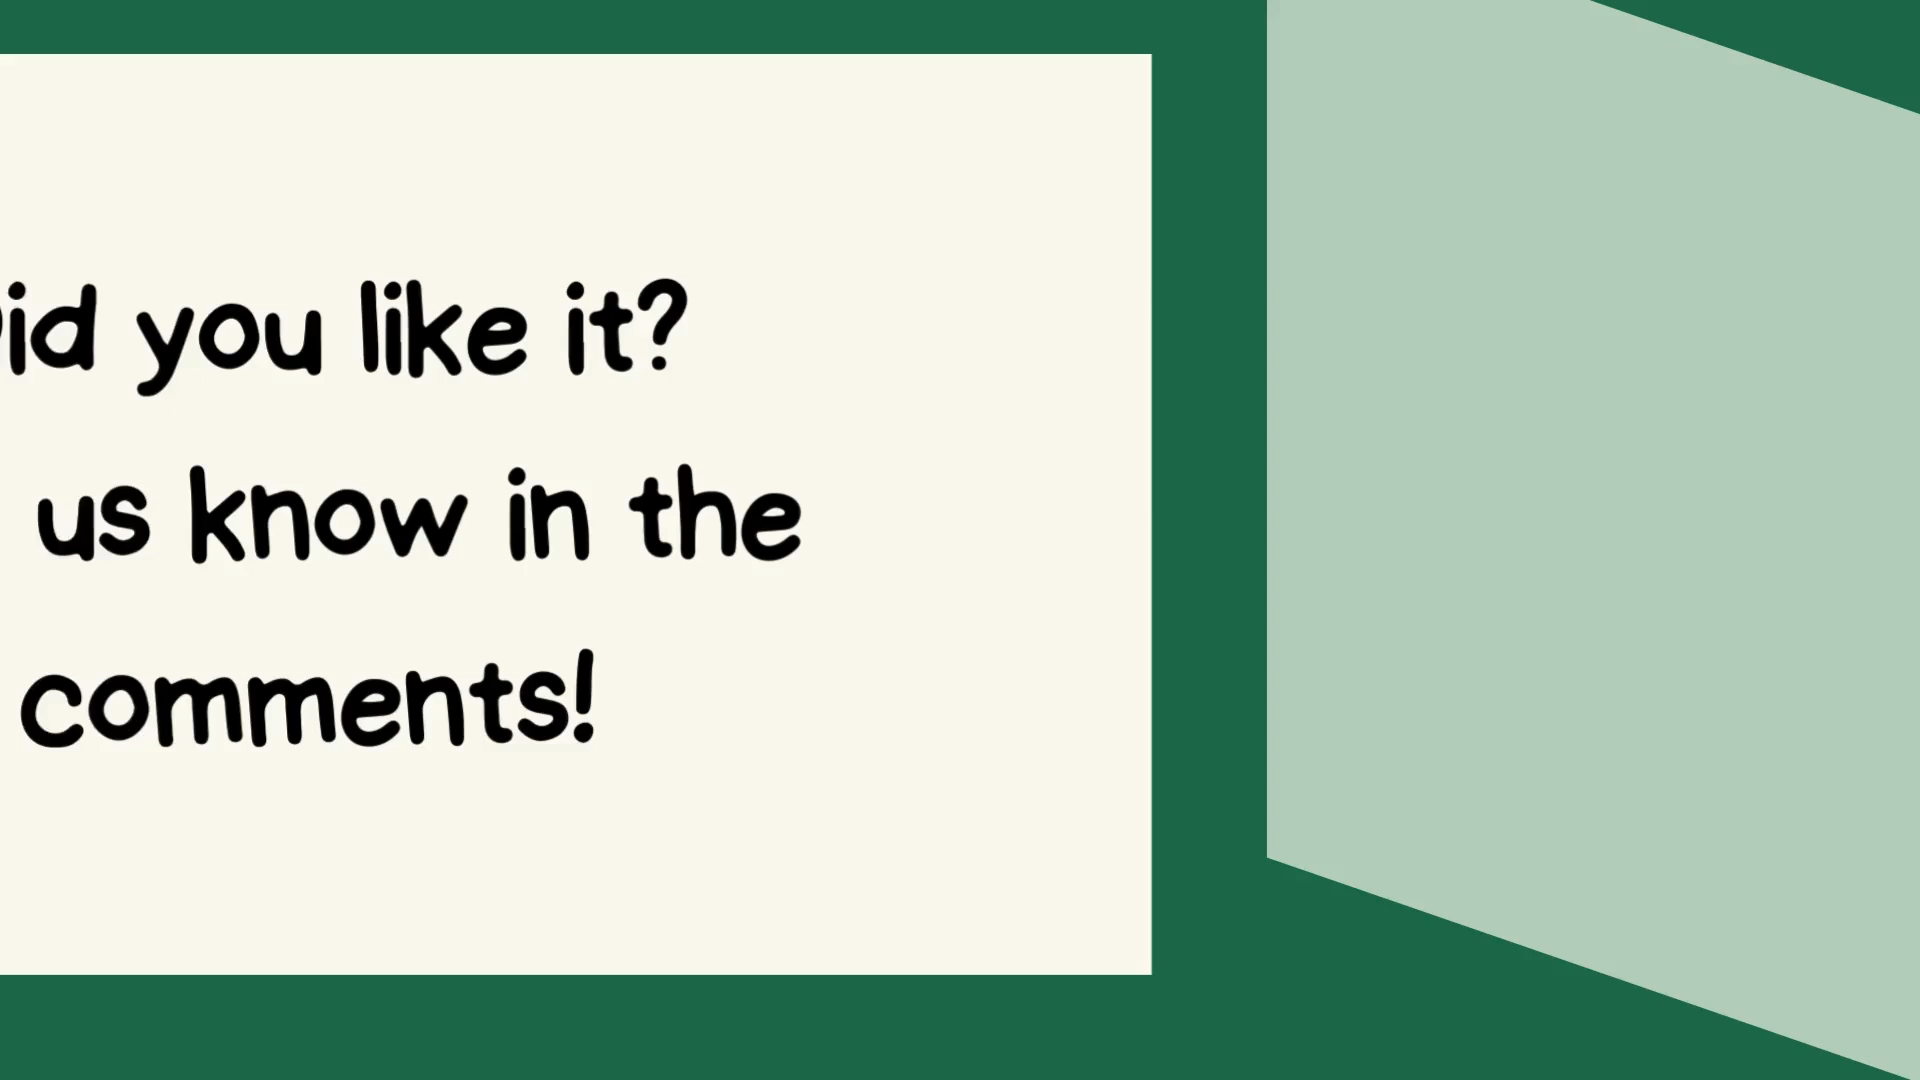 id you like it?
us know in the
comments!